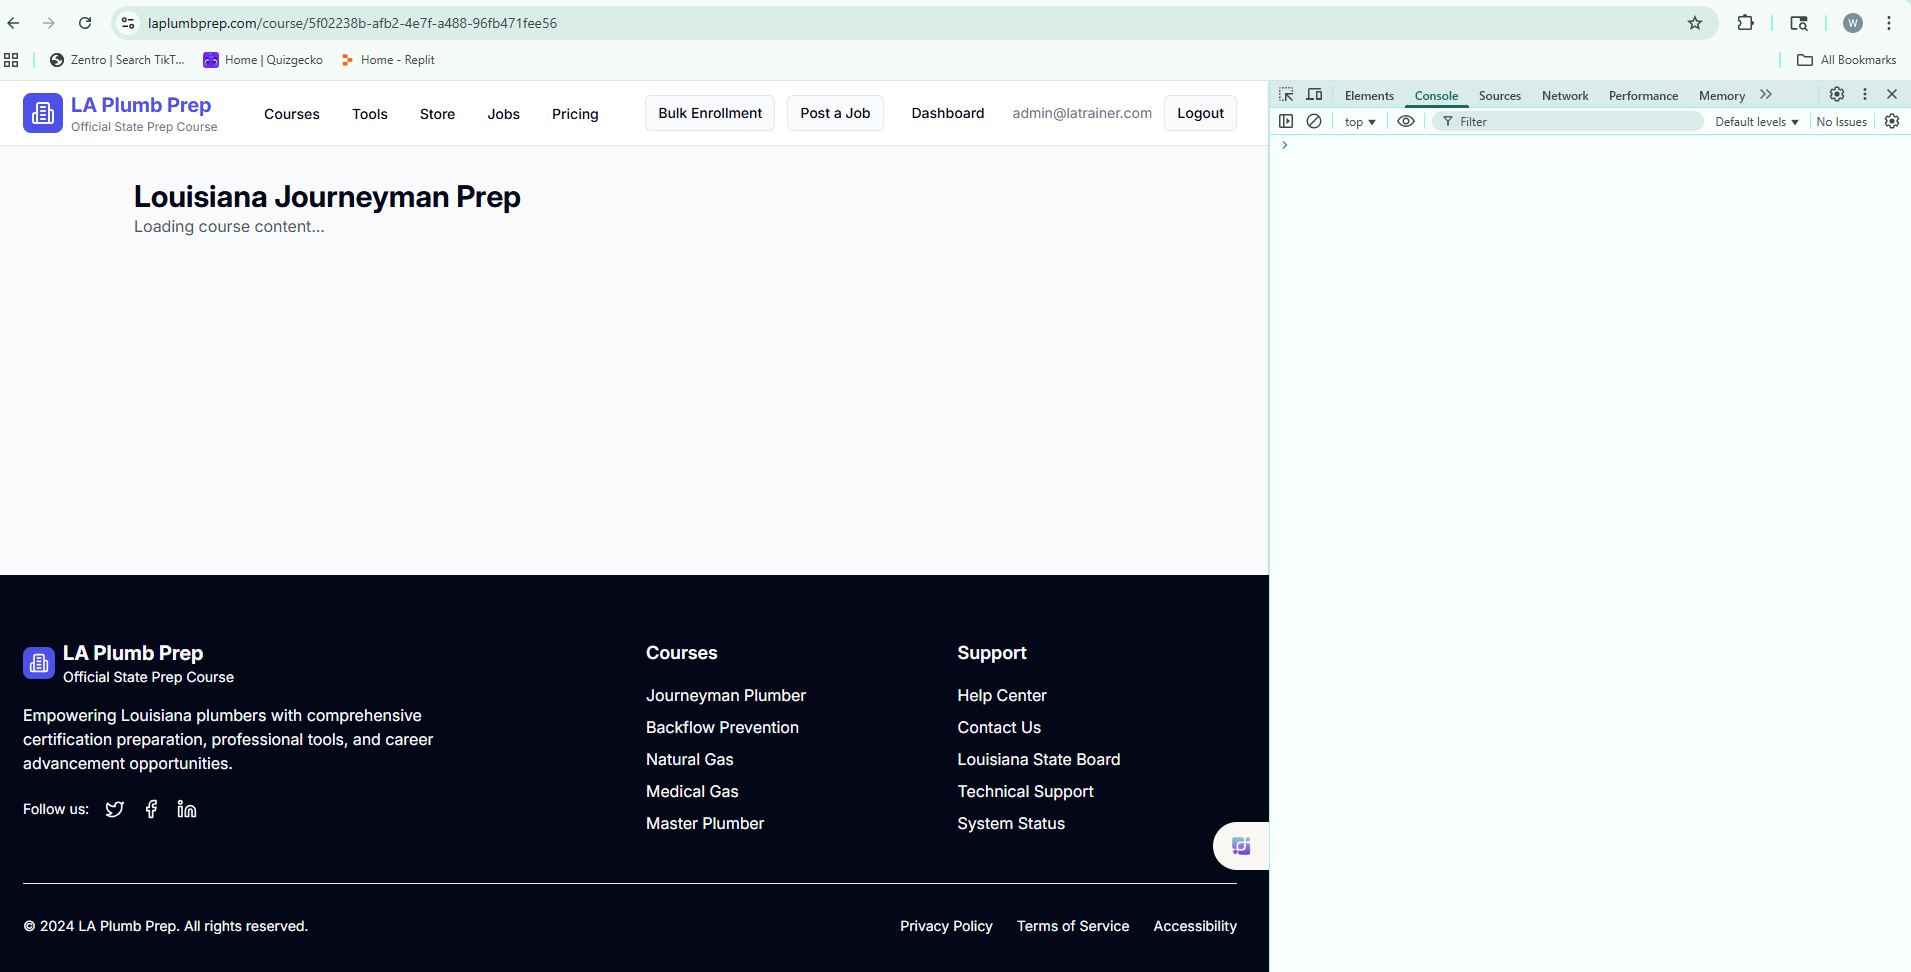 laplumbprep.com/course/5f02238b-afb2-4e7f-a488-96fb471fee56
W
Zentro | Search TikT...
Home | Quizgecko
Home - Replit
All Bookmarks
LA Plumb Prep
Official State Prep Course
Courses
Tools
Store
Jobs
Pricing
Bulk Enrollment
Post a Job
Dashboard
admin@latrainer.com
Logout
Elements
Console
Sources
Network
Performance
Memory
top
Filter
Default levels
No Issues
Louisiana Journeyman Prep
Loading course content...
LA Plumb Prep
Official State Prep Course
Empowering Louisiana plumbers with comprehensive
certification preparation, professional tools, and career
advancement opportunities.
Follow us:
Courses
Journeyman Plumber
Backflow Prevention
Natural Gas
Medical Gas
Master Plumber
Support
Help Center
Contact Us
Louisiana State Board
Technical Support
System Status
© 2024 LA Plumb Prep. All rights reserved.
Privacy Policy
Terms of Service
Accessibility